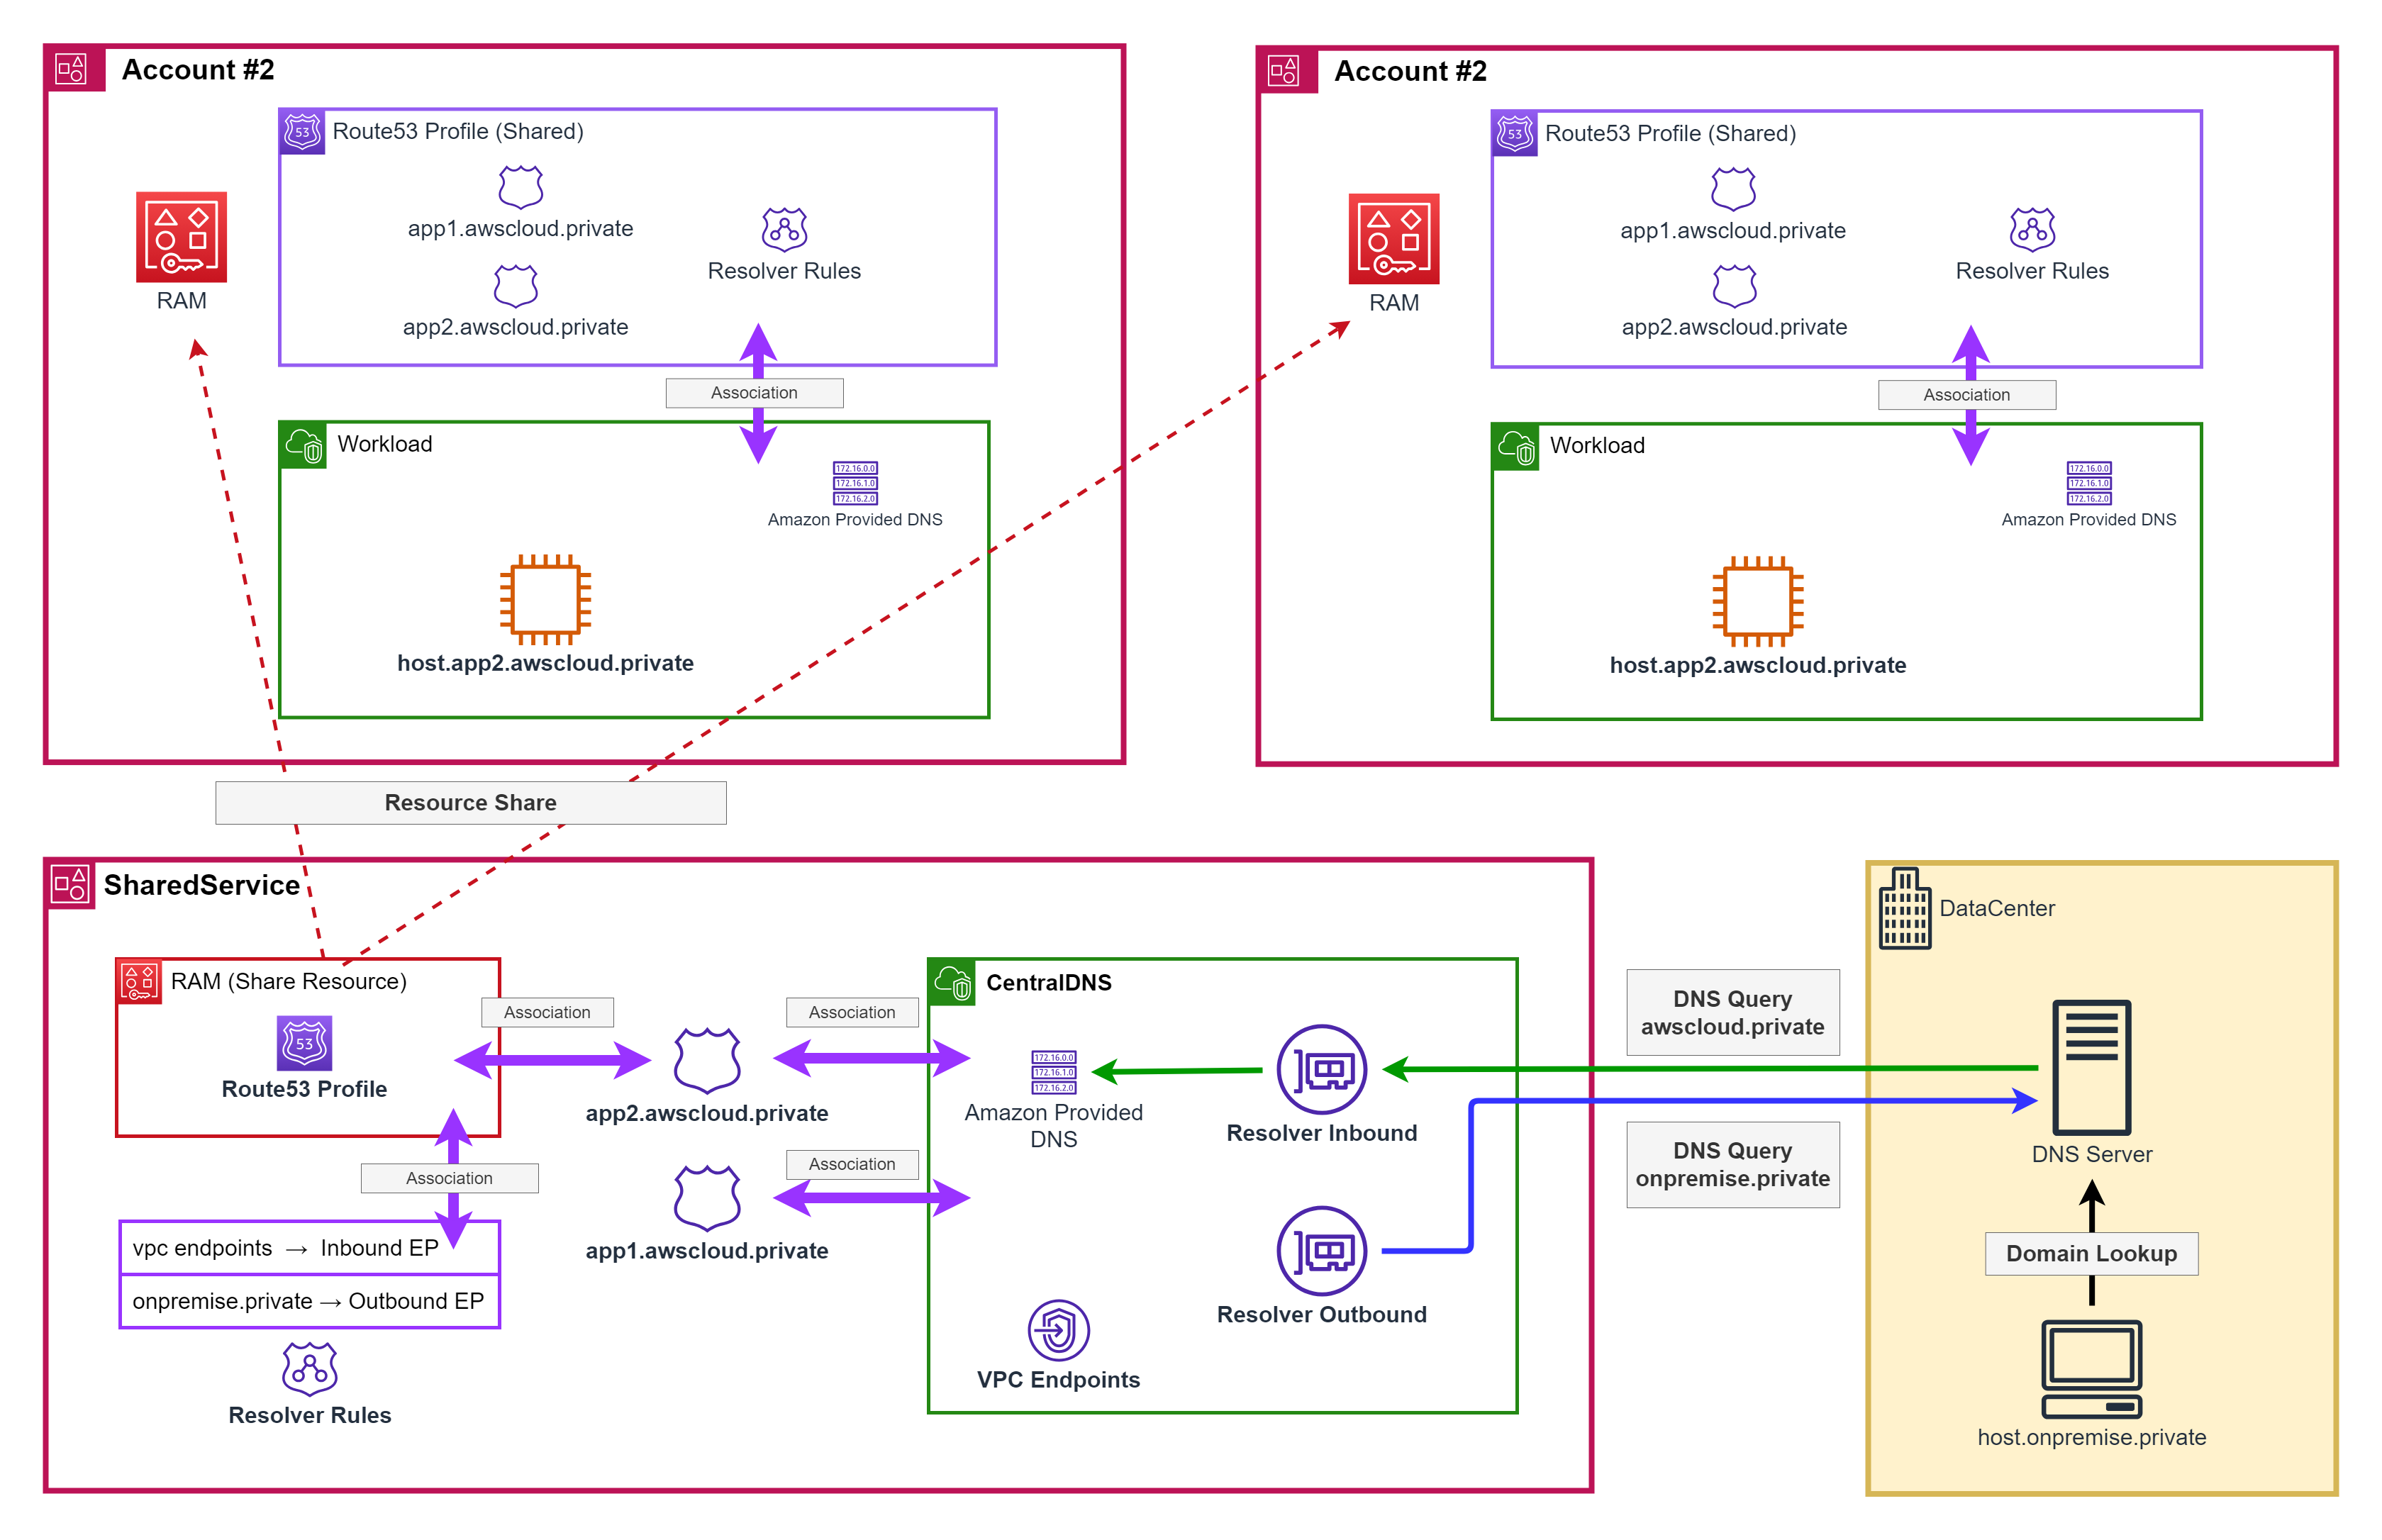 Account #2
53
Route53 Profile (Shared)
app1.awscloud.private
Resolver Rules
app2.awscloud.private
RAM
Association
Workload
172.16.0.0
172.16.1.0
172.16.2.0
Amazon Provided DNS
host.app2.awscloud.private
Account #2
53
Route53 Profile (Shared)
app1.awscloud.private
Resolver Rules
app2.awscloud.private
RAM
Association
Workload
172.16.0.0
172.16.1.0
172.16.2.0
Amazon Provided DNS
host.app2.awscloud.private
Resource Share
SharedService
RAM (Share Resource)
53
Route53 Profile
Association
Association
app2.awscloud.private
Association
app1.awscloud.private
Association
vpc endpoints → Inbound EP
onpremise.private → Outbound EP
Resolver Rules
CentralDNS
172.16.0.0
172.16.1.0
172.16.2.0
Amazon Provided
DNS
Resolver Inbound
Resolver Outbound
VPC Endpoints
DNS Query
awscloud.private
DNS Query
onpremise.private
DataCenter
DNS Server
Domain Lookup
host.onpremise.private